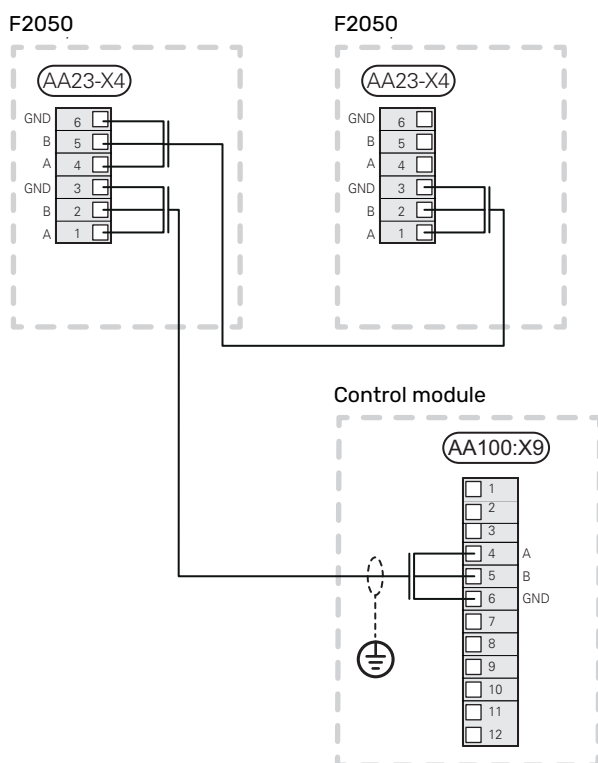 F2050
AA23-X4
GND 6
B 5
A 4
GND 3
B 2
A 1
F2050
AA23-X4
GND 6
B 5
A 4
GND 3
B 2
A 1
Control module
AA100:X9
1
2
3
4 A
5 B
6 GND
7
8
9
10
11
12